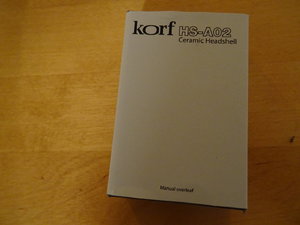 korf HS-A02
Ceramic Headshell
Manual overleaf